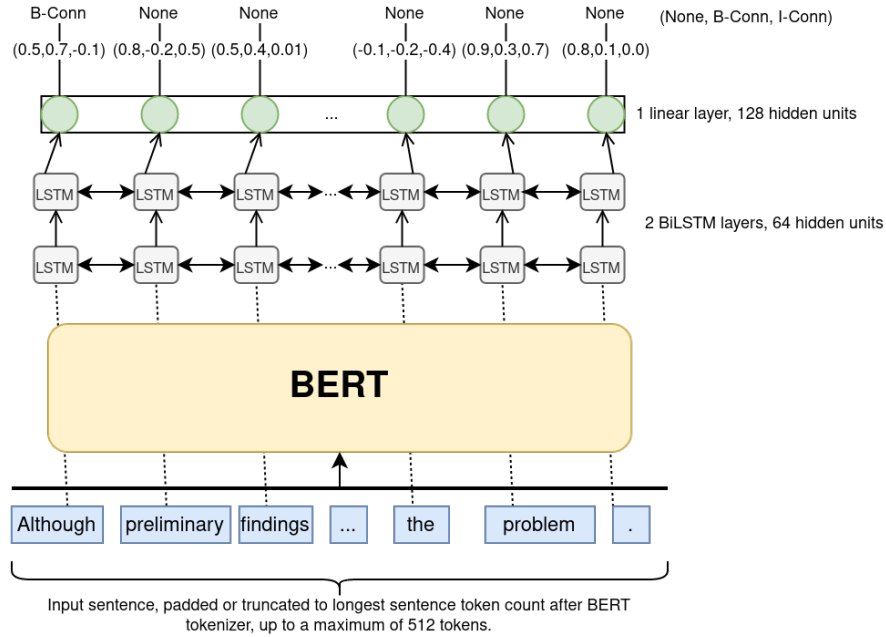 B-Conn None None None None None (None, B-Conn, I-Conn)
(0.5,0.7,-0.1) (0.8,-0.2,0.5) (0.5,0.4,0.01) (-0.1,-0.2,-0.4) (0.9,0.3,0.7) (0.8,0.1,0.0)
... 1 linear layer, 128 hidden units
LSTM LSTM LSTM ... LSTM LSTM LSTM
2 BiLSTM layers, 64 hidden units
LSTM LSTM LSTM ... LSTM LSTM LSTM
BERT
Although preliminary findings ... the problem .
Input sentence, padded or truncated to longest sentence token count after BERT
tokenizer, up to a maximum of 512 tokens.